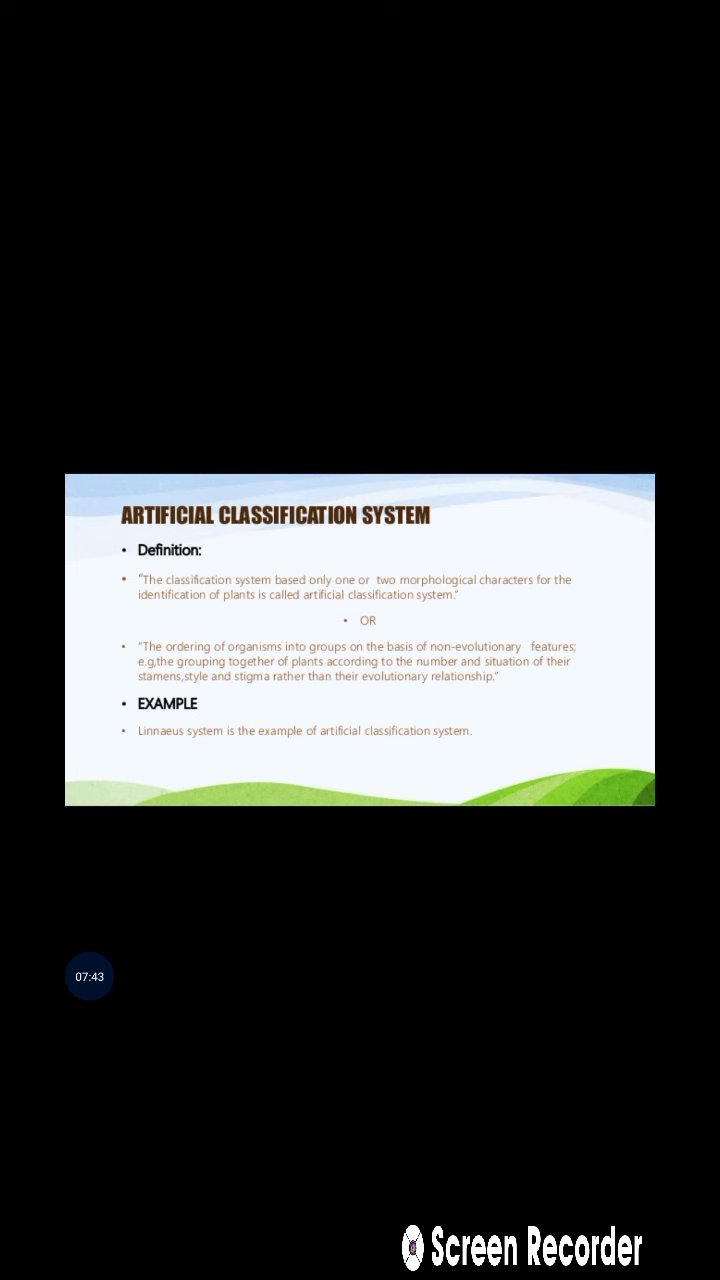 ARTIFICIAL CLASSIFICATION SYSTEM
• Definition:
• "The classification system based only one or two morphological characters for the
identification of plants is called artificial classification system."
• OR
• "The ordering of organisms into groups on the basis of non-evolutionary features;
e.g,the grouping together of plants according to the number and situation of their
stamens,style and stigma rather than their evolutionary relationship."
• EXAMPLE
• Linnaeus system is the example of artificial classification system.
07:43
Screen Recorder